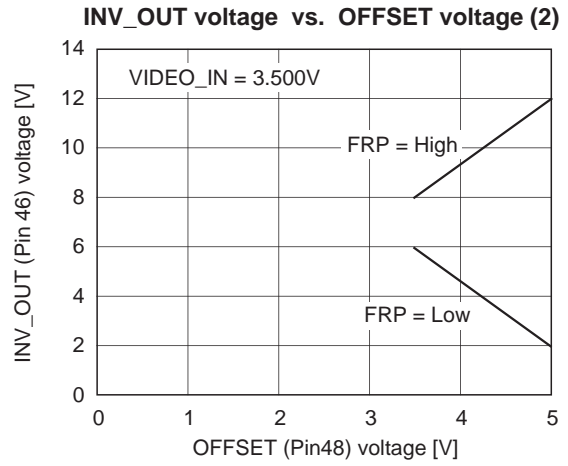 INV_OUT voltage vs. OFFSET voltage (2)
14
12
10
8
6
4
2
0
INV_OUT (Pin 46) voltage [V]
VIDEO_IN = 3.500V
FRP = High
FRP = Low
0 1 2 3 4 5
OFFSET (Pin48) voltage [V]